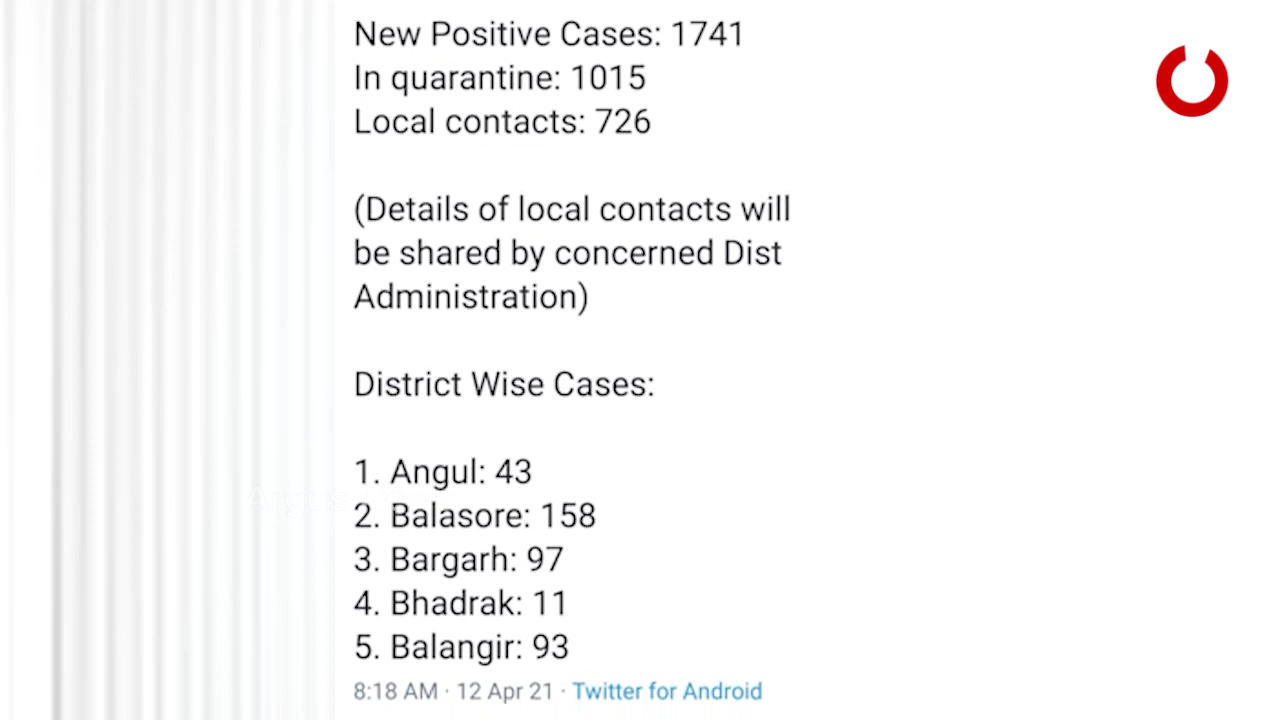 New Positive Cases: 1741
In quarantine: 1015
Local contacts: 726
(Details of local contacts will
be shared by concerned Dist
Administration)
District Wise Cases:
1. Angul: 43
Argus
2. Balasore: 158
3. Bargarh: 97
4. Bhadrak: 11
5. Balangir: 93
8:18 AM · 12 Apr 21 · Twitter for Android